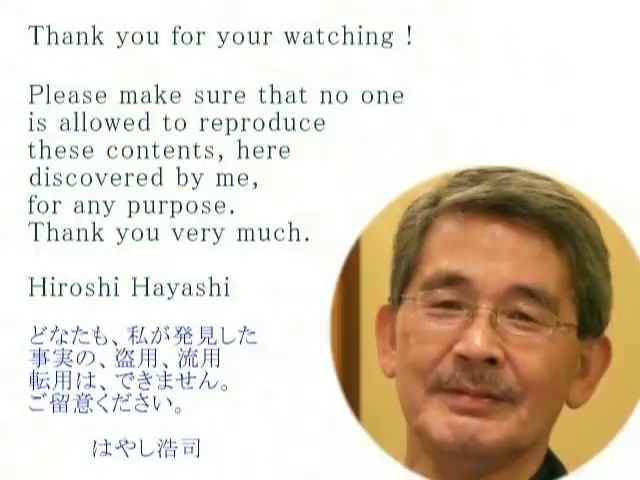 Thank you for your watching !
Please make sure that no one
is allowed to reproduce
these contents, here
discovered by me,
for any purpose.
Thank you very much.
Hiroshi Hayashi
どなたも、私が発見した
事実の、盗用、流用
転用は、できません。
ご留意ください。
はやし浩司